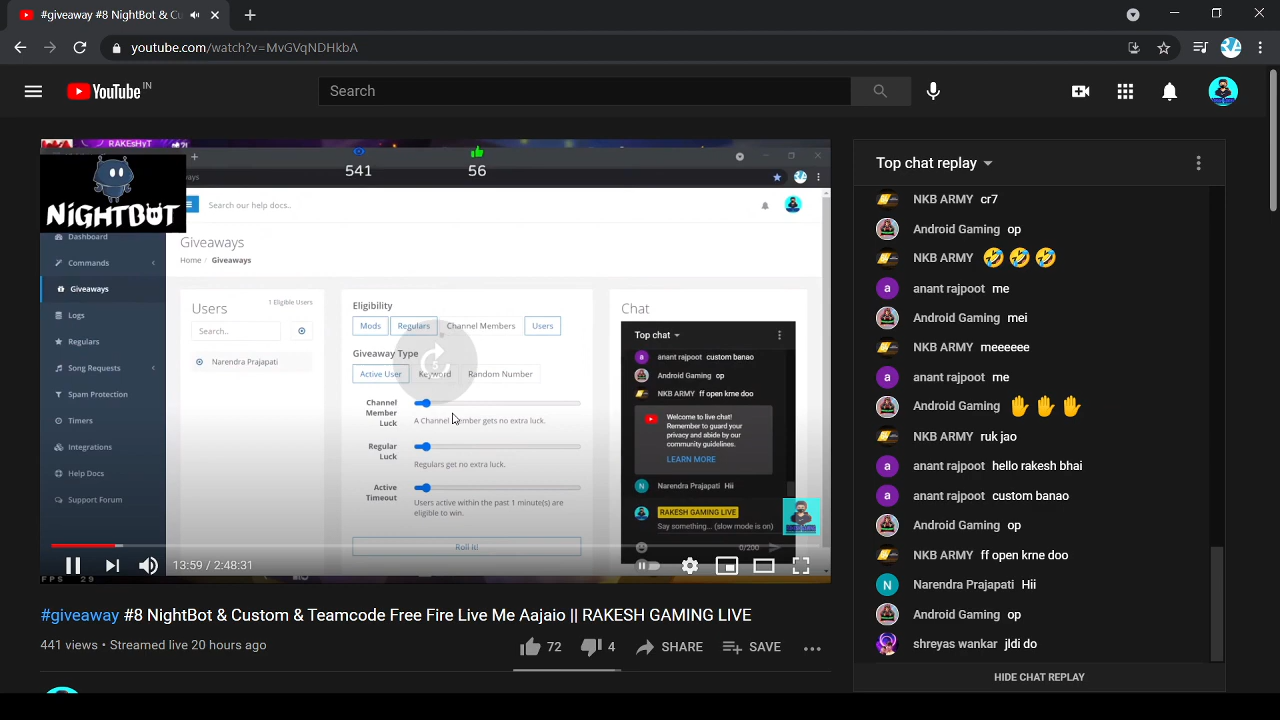 #giveaway #8 NightBot & Cu
youtube.com/watch?v=MvGVqNDHkbA
YouTube IN
Search
RAKEsHyT
541
56
NiGHTBOT
Search our help docs..
Giveaways
Home / Giveaways
Dashboard
Commands
Giveaways
Logs
Regulars
Song Requests
Spam Protection
Timers
Integrations
Help Docs
Support Forum
Users
1 Eligible Users
Search..
Narendra Prajapati
Eligibility
Mods
Regulars
Channel Members
Users
Giveaway Type
Active User
Keyword
Random Number
5
Channel Member Luck
A Channel Member gets no extra luck.
Regular Luck
Regulars get no extra luck.
Active Timeout
Users active within the past 1 minute(s) are
eligible to win.
Roll It!
Chat
Top chat
anant rajpoot custom banao
Android Gaming op
NKB ARMY ff open krne doo
Welcome to live chat!
Remember to guard your
privacy and abide by our
community guidelines.
LEARN MORE
Narendra Prajapati Hii
RAKESH GAMING LIVE
Say something... (slow mode is on)
0/200
13:59 / 2:48:31
FPS 29
#giveaway #8 NightBot & Custom & Teamcode Free Fire Live Me Aajaio || RAKESH GAMING LIVE
441 views • Streamed live 20 hours ago
72
4
SHARE
SAVE
Top chat replay
NKB ARMY cr7
Android Gaming op
NKB ARMY 🤣🤣🤣
anant rajpoot me
Android Gaming mei
NKB ARMY meeeeee
anant rajpoot me
Android Gaming ✋✋✋
NKB ARMY ruk jao
anant rajpoot hello rakesh bhai
anant rajpoot custom banao
Android Gaming op
NKB ARMY ff open krne doo
Narendra Prajapati Hii
Android Gaming op
shreyas wankar jldi do
HIDE CHAT REPLAY